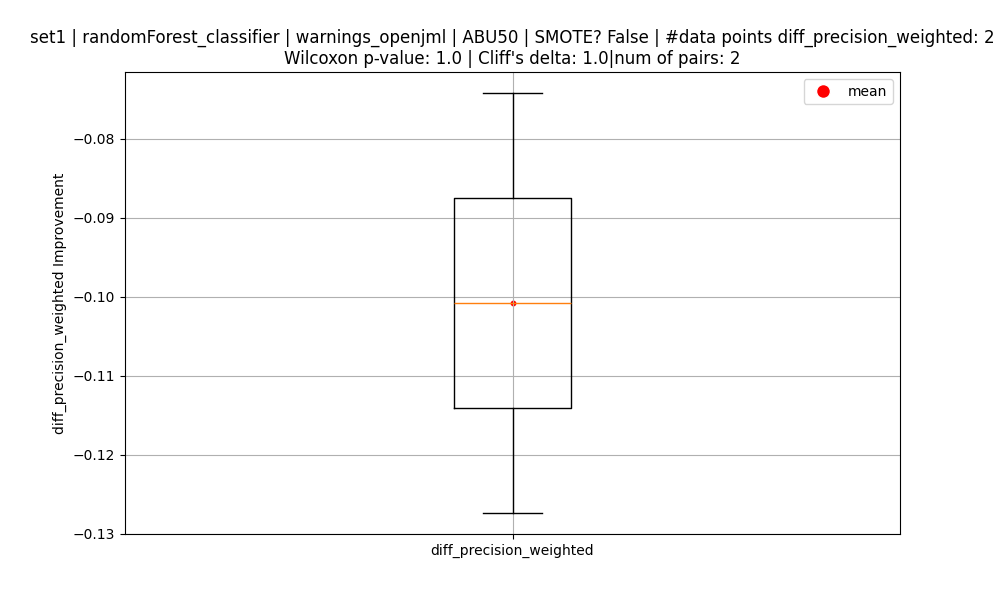 set1 | randomForest_classifier | warnings_openjml | ABU50 | SMOTE? False | #data points diff_precision_weighted: 2
Wilcoxon p-value: 1.0 | Cliff's delta: 1.0|num of pairs: 2
mean
−0.08
−0.09
−0.10
−0.11
−0.12
−0.13
diff_precision_weighted Improvement
diff_precision_weighted